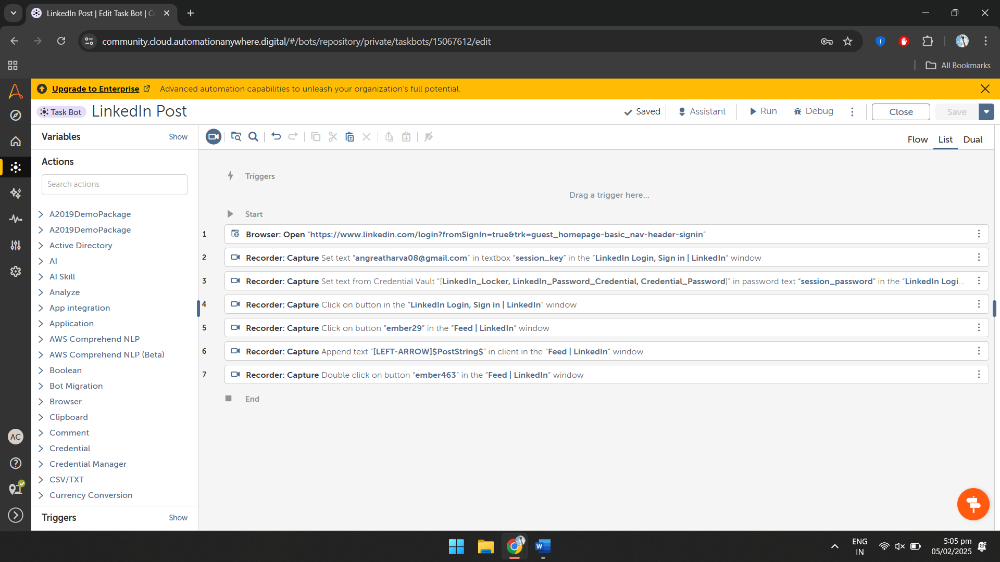 LinkedIn Post | Edit Task Bot | Co
community.cloud.automationanywhere.digital/#/bots/repository/private/taskbots/15067612/edit
All Bookmarks
Upgrade to Enterprise Advanced automation capabilities to unleash your organization's full potential.
Task Bot LinkedIn Post Saved Assistant Run Debug Close Save
Variables Show
Flow List Dual
Actions
Search actions
A2019DemoPackage
A2019DemoPackage
Active Directory
AI
AI Skill
Analyze
App integration
Application
AWS Comprehend NLP
AWS Comprehend NLP (Beta)
Boolean
Bot Migration
Browser
Clipboard
Comment
Credential
Credential Manager
CSV/TXT
Currency Conversion
Triggers Show
Triggers
Drag a trigger here...
Start
1 Browser: Open “https://www.linkedin.com/login?fromSignIn=true&trk=guest_homepage-basic_nav-header-signin”
2 Recorder: Capture Set text “angreatharva08@gmail.com” in textbox “session_key” in the “LinkedIn Login, Sign in | LinkedIn” window
3 Recorder: Capture Set text from Credential Vault "[LinkedIn_Locker, LinkedIn_Password_Credential, Credential_Password]" in password text “session_password” in the “LinkedIn Logi...
4 Recorder: Capture Click on button in the “LinkedIn Login, Sign in | LinkedIn” window
5 Recorder: Capture Click on button “ember29” in the “Feed | LinkedIn” window
6 Recorder: Capture Append text “[LEFT-ARROW]$PostString$” in client in the “Feed | LinkedIn” window
7 Recorder: Capture Double click on button “ember463” in the “Feed | LinkedIn” window
End
AC
W
ENG
IN
5:05 pm
05/02/2025